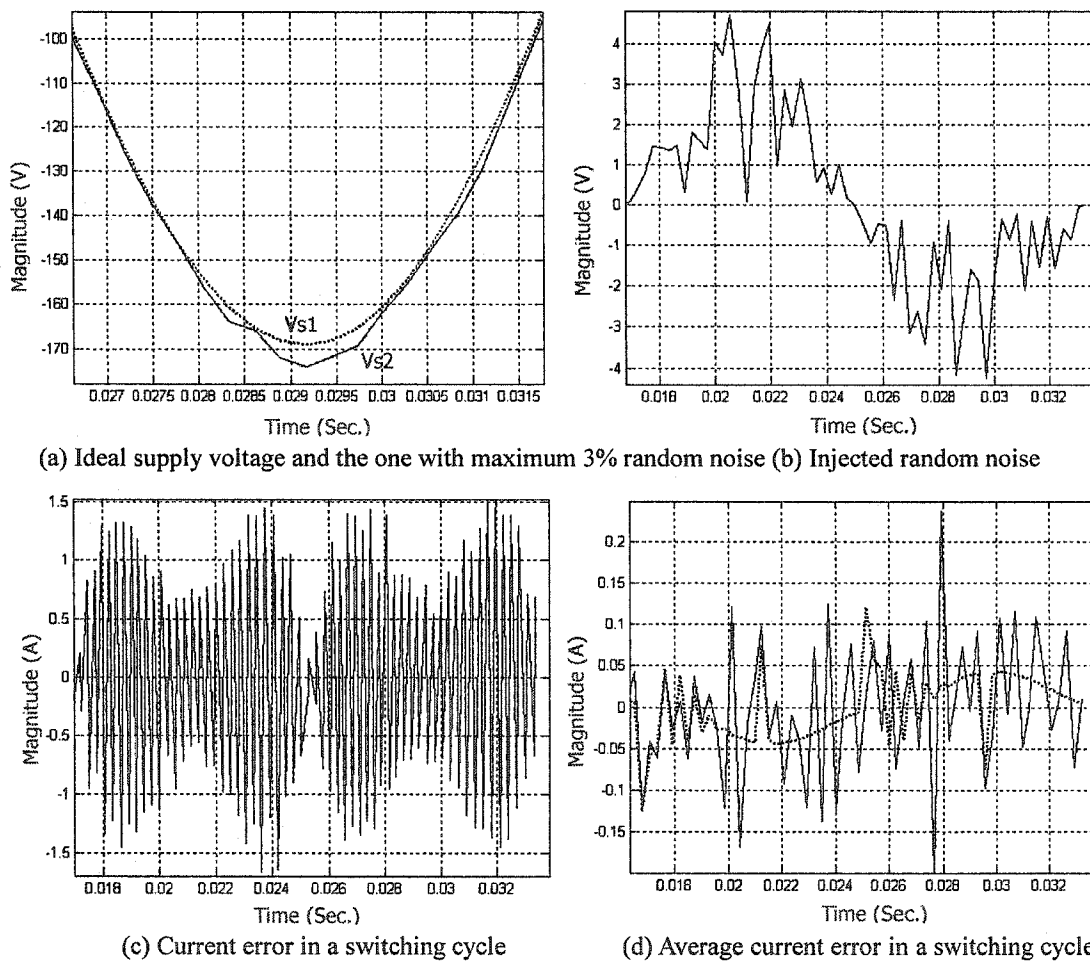 -100
-110
-120
-130
-140
-150
-160
-170
Magnitude (V)
Vs1
Vs2
0.027 0.0275 0.028 0.0285 0.029 0.0295 0.03 0.0305 0.031 0.0315
Time (Sec.)
4
3
2
1
0
-1
-2
-3
-4
Magnitude (V)
0.018 0.02 0.022 0.024 0.026 0.028 0.03 0.032
Time (Sec.)
(a) Ideal supply voltage and the one with maximum 3% random noise (b) Injected random noise
1.5
1
0.5
0
-0.5
-1
-1.5
Magnitude (A)
0.018 0.02 0.022 0.024 0.026 0.028 0.03 0.032
Time (Sec.)
0.2
0.15
0.1
0.05
0
-0.05
-0.1
-0.15
Magnitude (A)
0.018 0.02 0.022 0.024 0.026 0.028 0.03 0.032
Time (Sec.)
(c) Current error in a switching cycle
(d) Average current error in a switching cycle